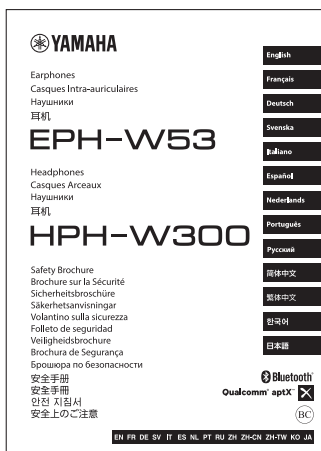 YAMAHA
Earphones
Casques Intra-auriculaires
Наушники
耳机
EPH-W53
Headphones
Casques Arceaux
Наушники
耳机
HPH-W300
Safety Brochure
Brochure sur la Sécurité
Sicherheitsbroschüre
Säkerhetsanvisningar
Volantino sulla sicurezza
Folleto de seguridad
Veiligheidsbrochure
Brochura de Segurança
Брошюра по безопасности
安全手册
安全手冊
안전 지침서
安全上のご注意
English
Français
Deutsch
Svenska
Italiano
Español
Nederlands
Português
Русский
简体中文
繁体中文
한국어
日本語
Bluetooth®
Qualcomm® aptX™
BC
EN FR DE SV IT ES NL PT RU ZH ZH-CN ZH-TW KO JA